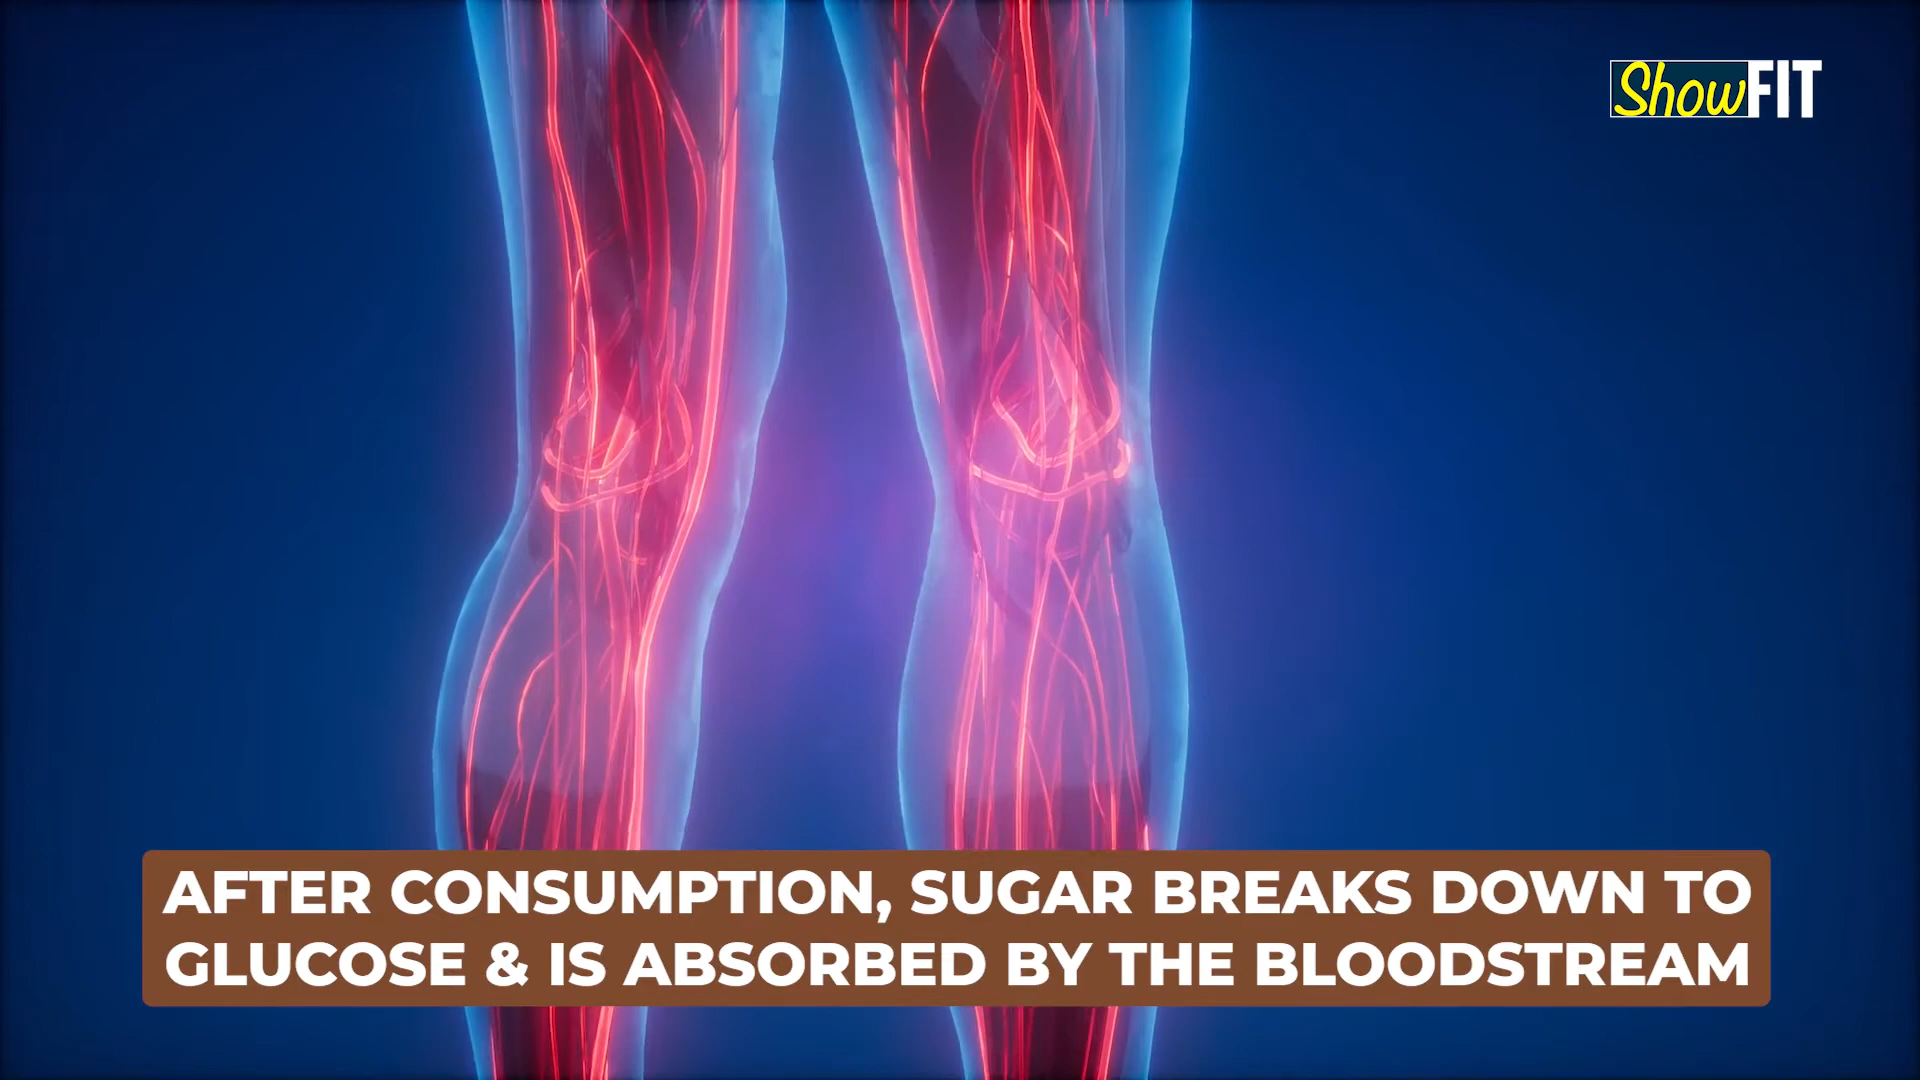 ShowFIT
AFTER CONSUMPTION, SUGAR BREAKS DOWN TO
GLUCOSE & IS ABSORBED BY THE BLOODSTREAM